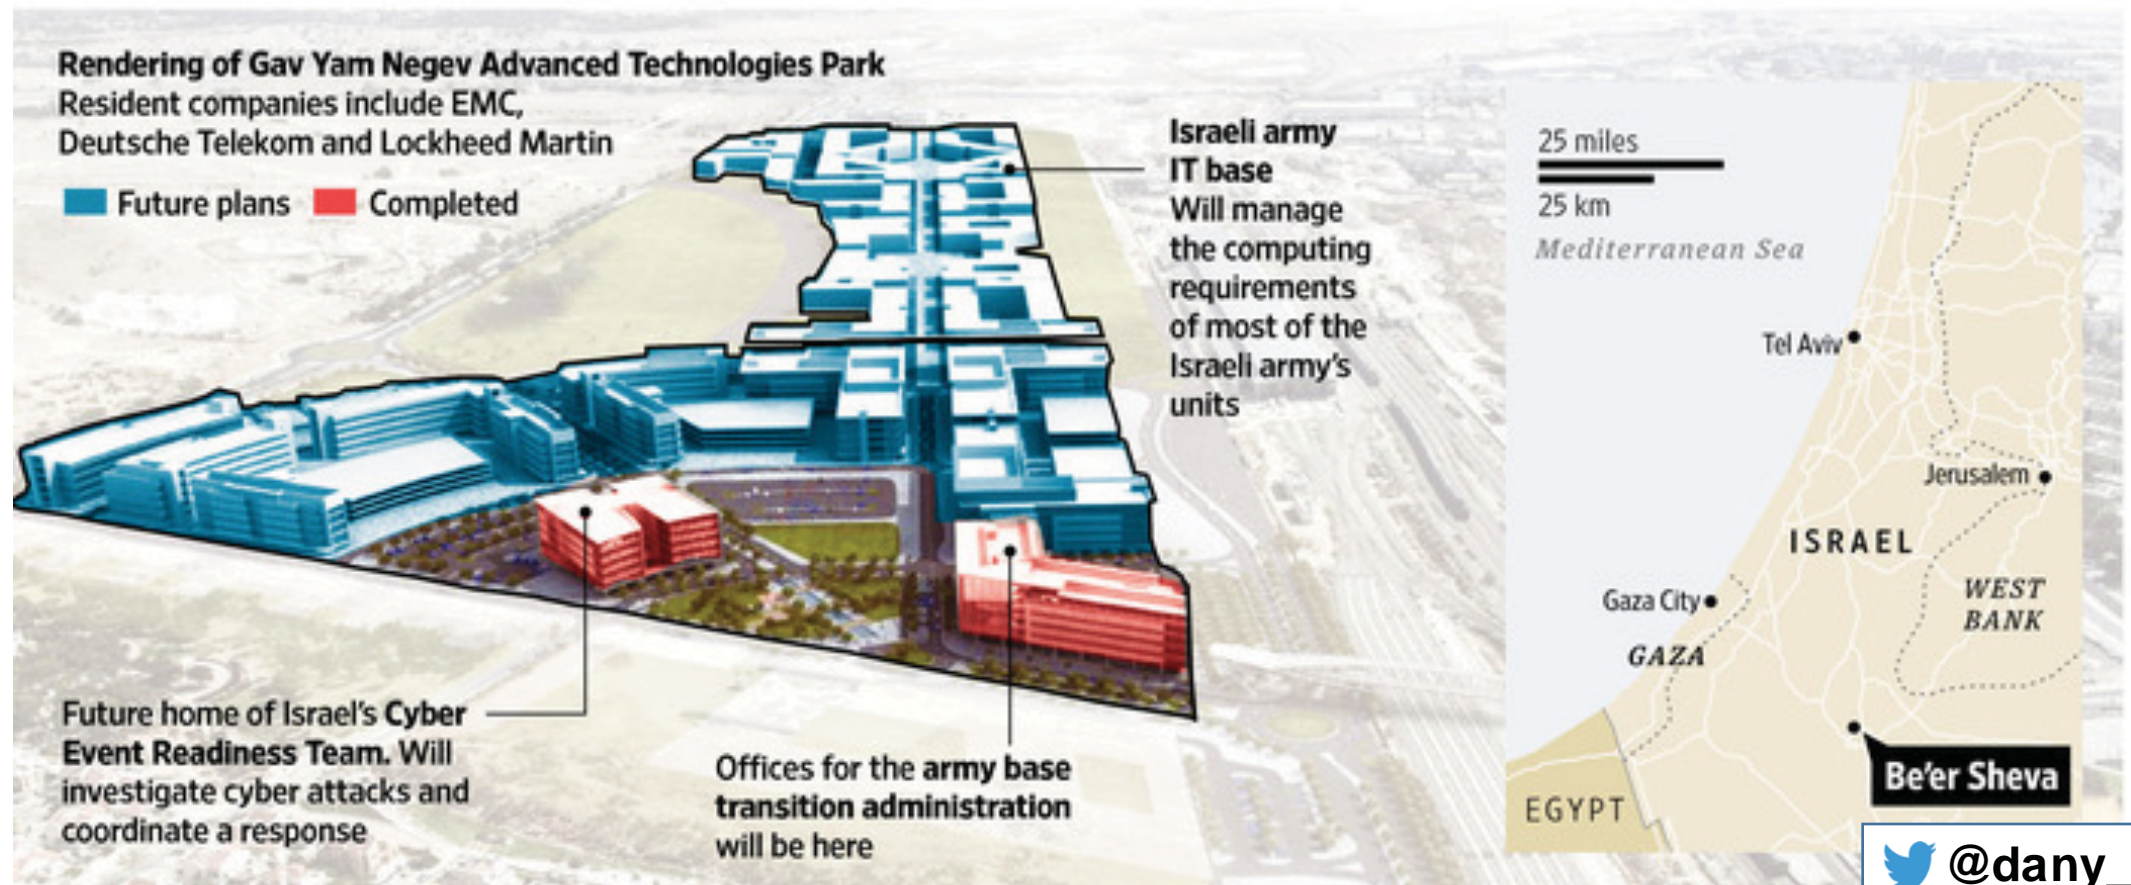 Rendering of Gav Yam Negev Advanced Technologies Park
Resident companies include EMC,
Deutsche Telekom and Lockheed Martin
Future plans
Completed
Israeli army
IT base
Will manage
the computing
requirements
of most of the
Israeli army's
units
Future home of Israel's Cyber
Event Readiness Team. Will
investigate cyber attacks and
coordinate a response
Offices for the army base
transition administration
will be here
25 miles
25 km
Mediterranean Sea
Tel Aviv
Jerusalem
ISRAEL
Gaza City
WEST
BANK
GAZA
Be'er Sheva
EGYPT
@dany_